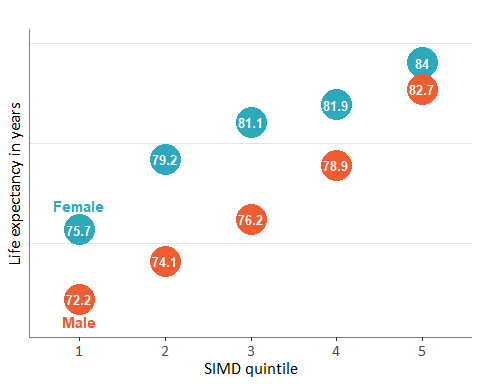 84
82.7
81.9
81.1
79.2
78.9
76.2
Female
75.7
74.1
72.2
Male
1 2 3 4 5
SIMD quintile
Life expectancy in years